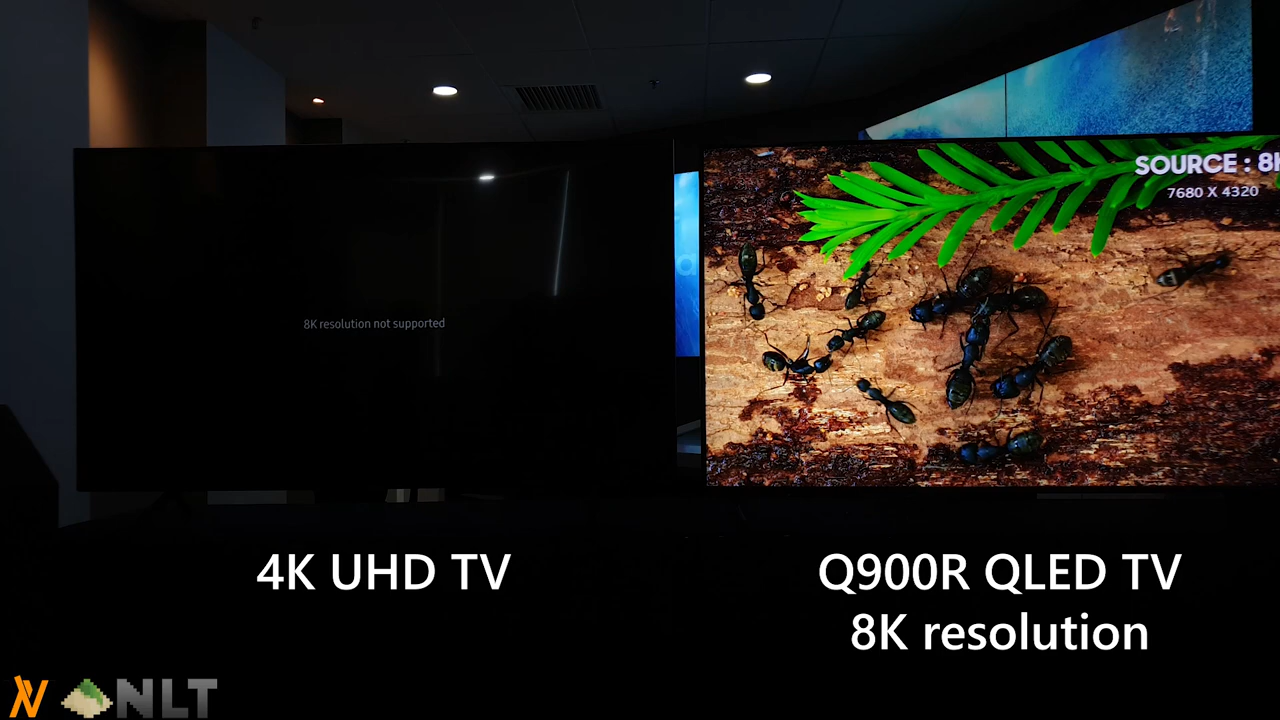 SOURCE : 8K
7680 X 4320
8K resolution not supported
4K UHD TV
Q900R QLED TV
8K resolution
NLT